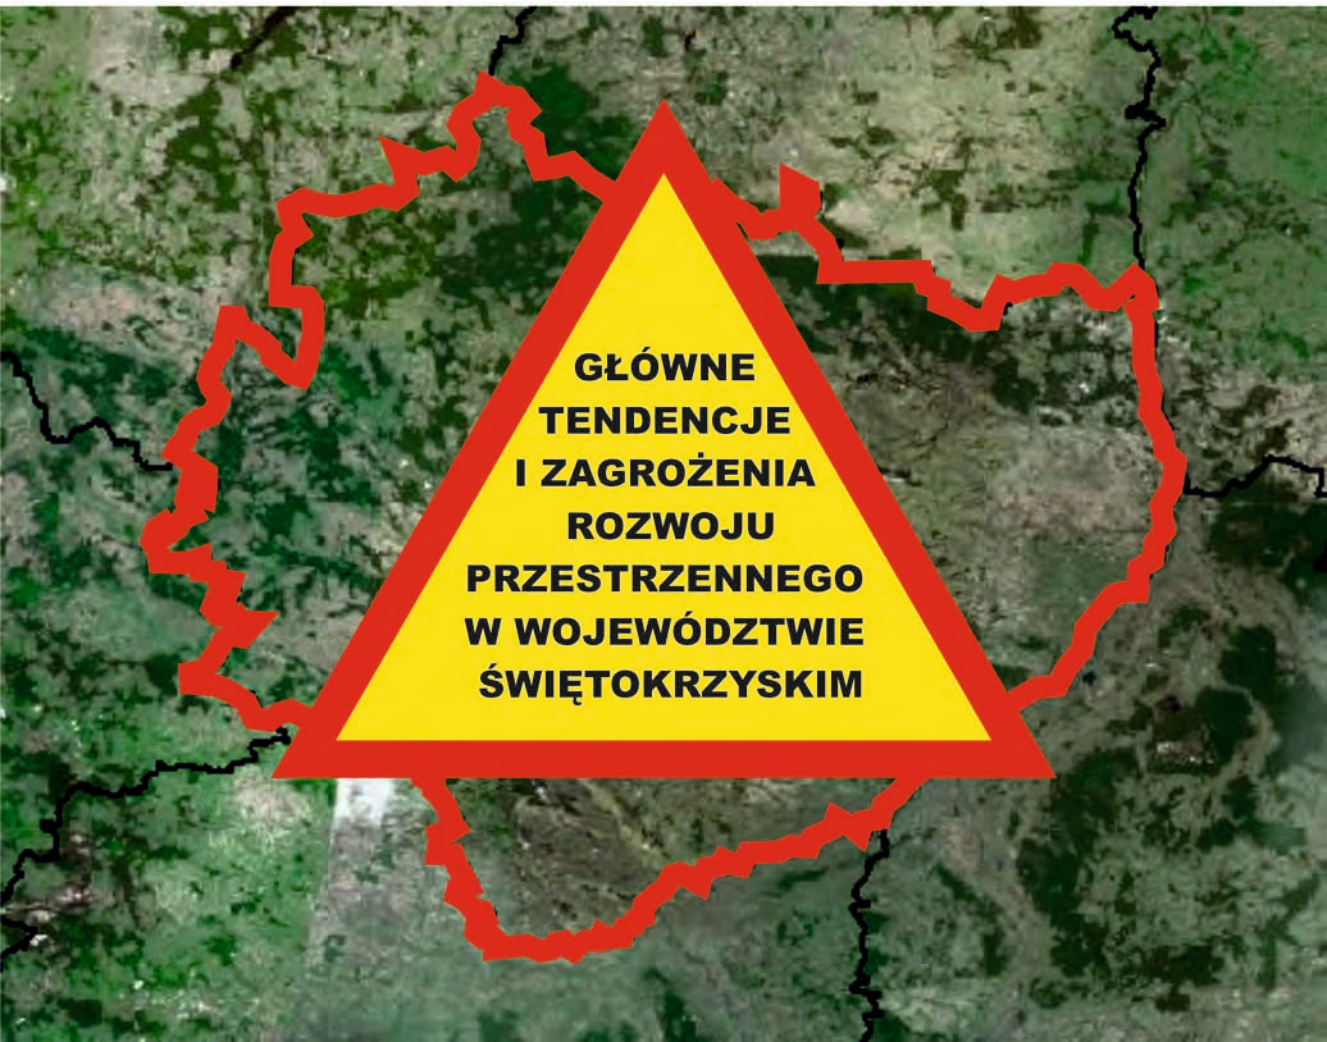 GŁÓWNE
TENDENCJE
I ZAGROŻENIA
ROZWOJU
PRZESTRZENNEGO
W WOJEWÓDZTWIE
ŚWIĘTOKRZYSKIM